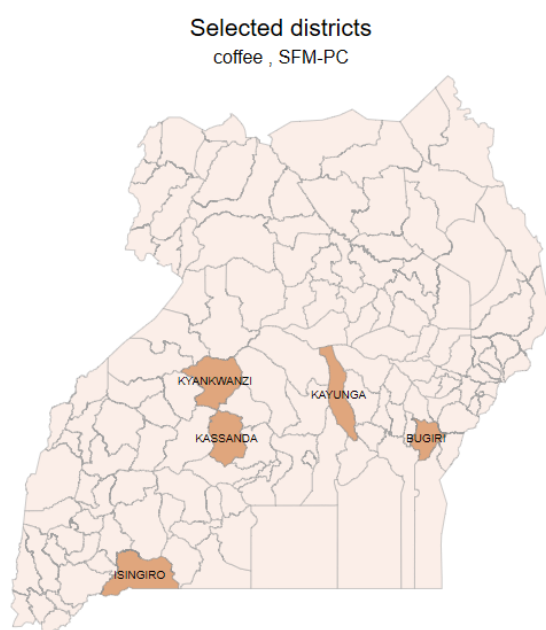 Selected districts
coffee , SFM-PC
KYANKWANZI
KAYUNGA
KASSANDA
BUGIRI
ISINGIRO